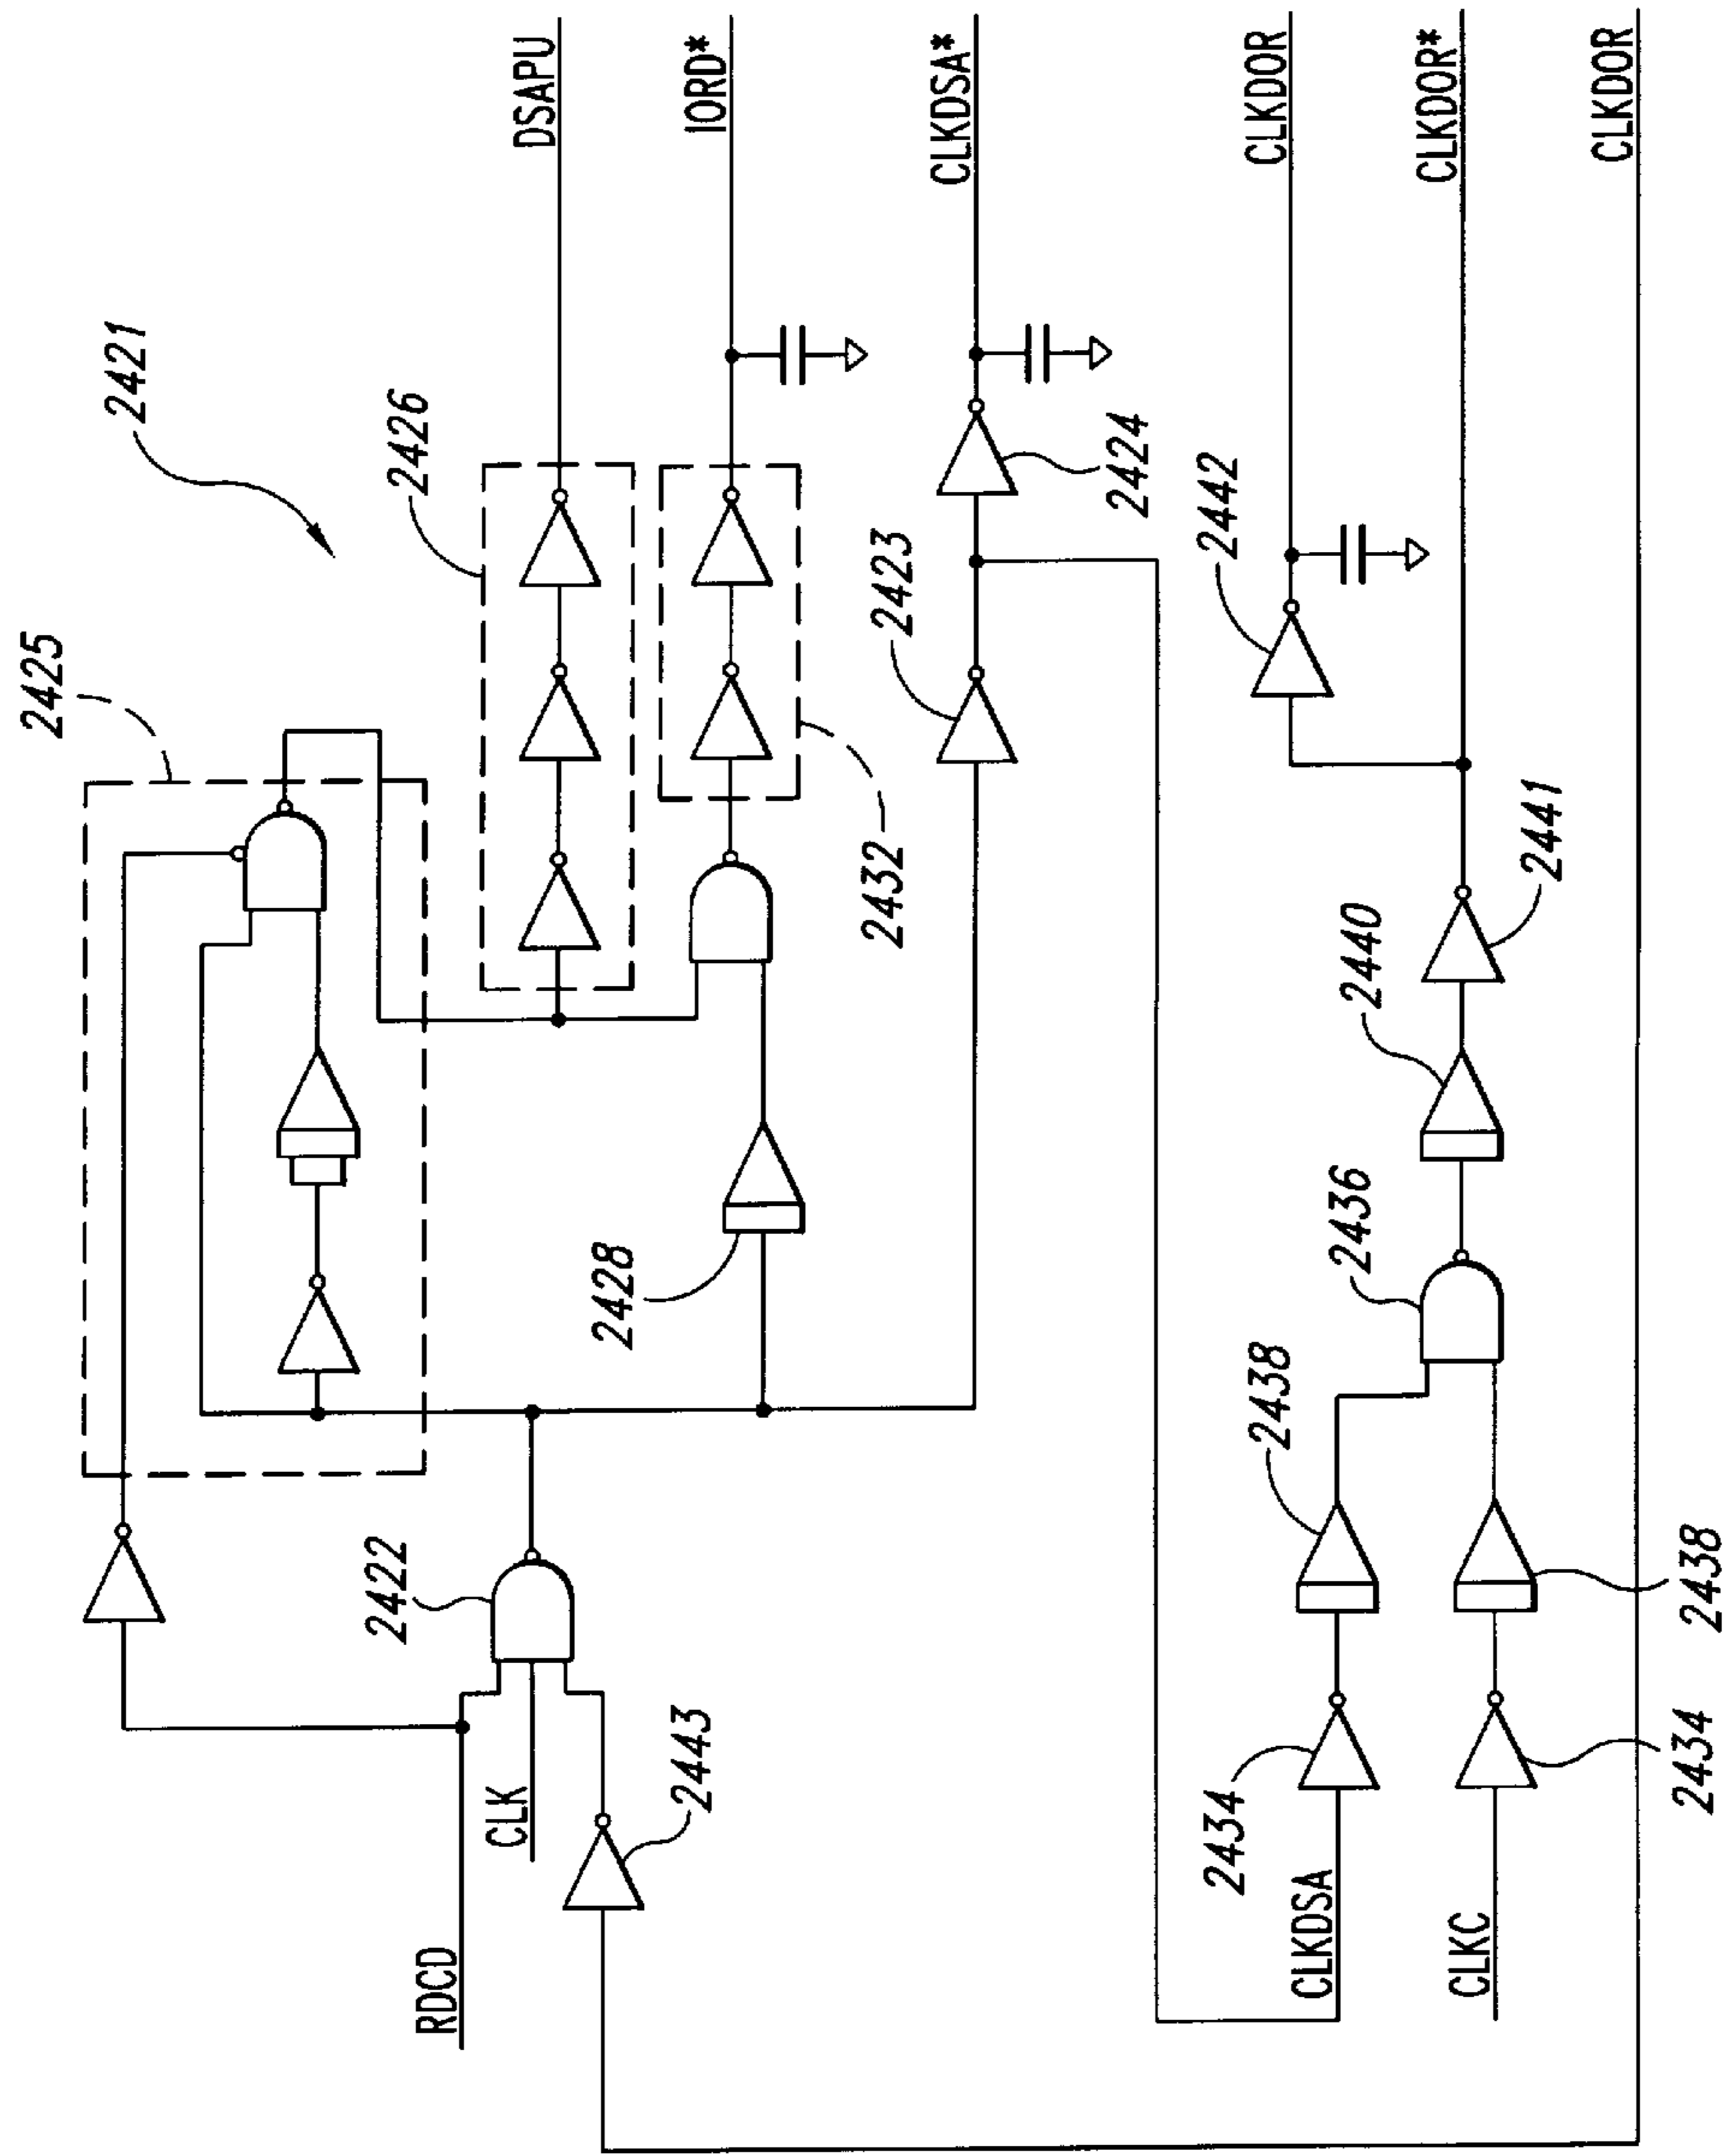 2421
2425
2426
DSAPU
2432
IORD*
2428
2423
2424
CLKDSA*
2422
RDCD
CLK
2443
2442
CLKDOR
2434
2438
2436
2440
2441
CLKDOR*
CLKDSA
CLKC
2434
2438
CLKDOR